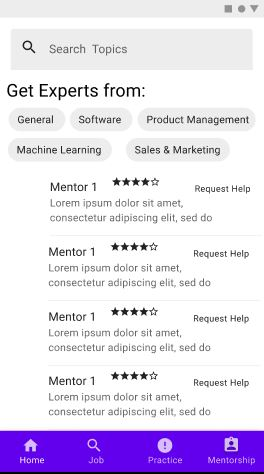 Search Topics
Get Experts from:
General Software Product Management
Machine Learning Sales & Marketing
Mentor 1 Request Help
Lorem ipsum dolor sit amet,
consectetur adipiscing elit, sed do
Mentor 1 Request Help
Lorem ipsum dolor sit amet,
consectetur adipiscing elit, sed do
Mentor 1 Request Help
Lorem ipsum dolor sit amet,
consectetur adipiscing elit, sed do
Mentor 1 Request Help
Lorem ipsum dolor sit amet,
consectetur adipiscing elit, sed do
Home Job Practice Mentorship